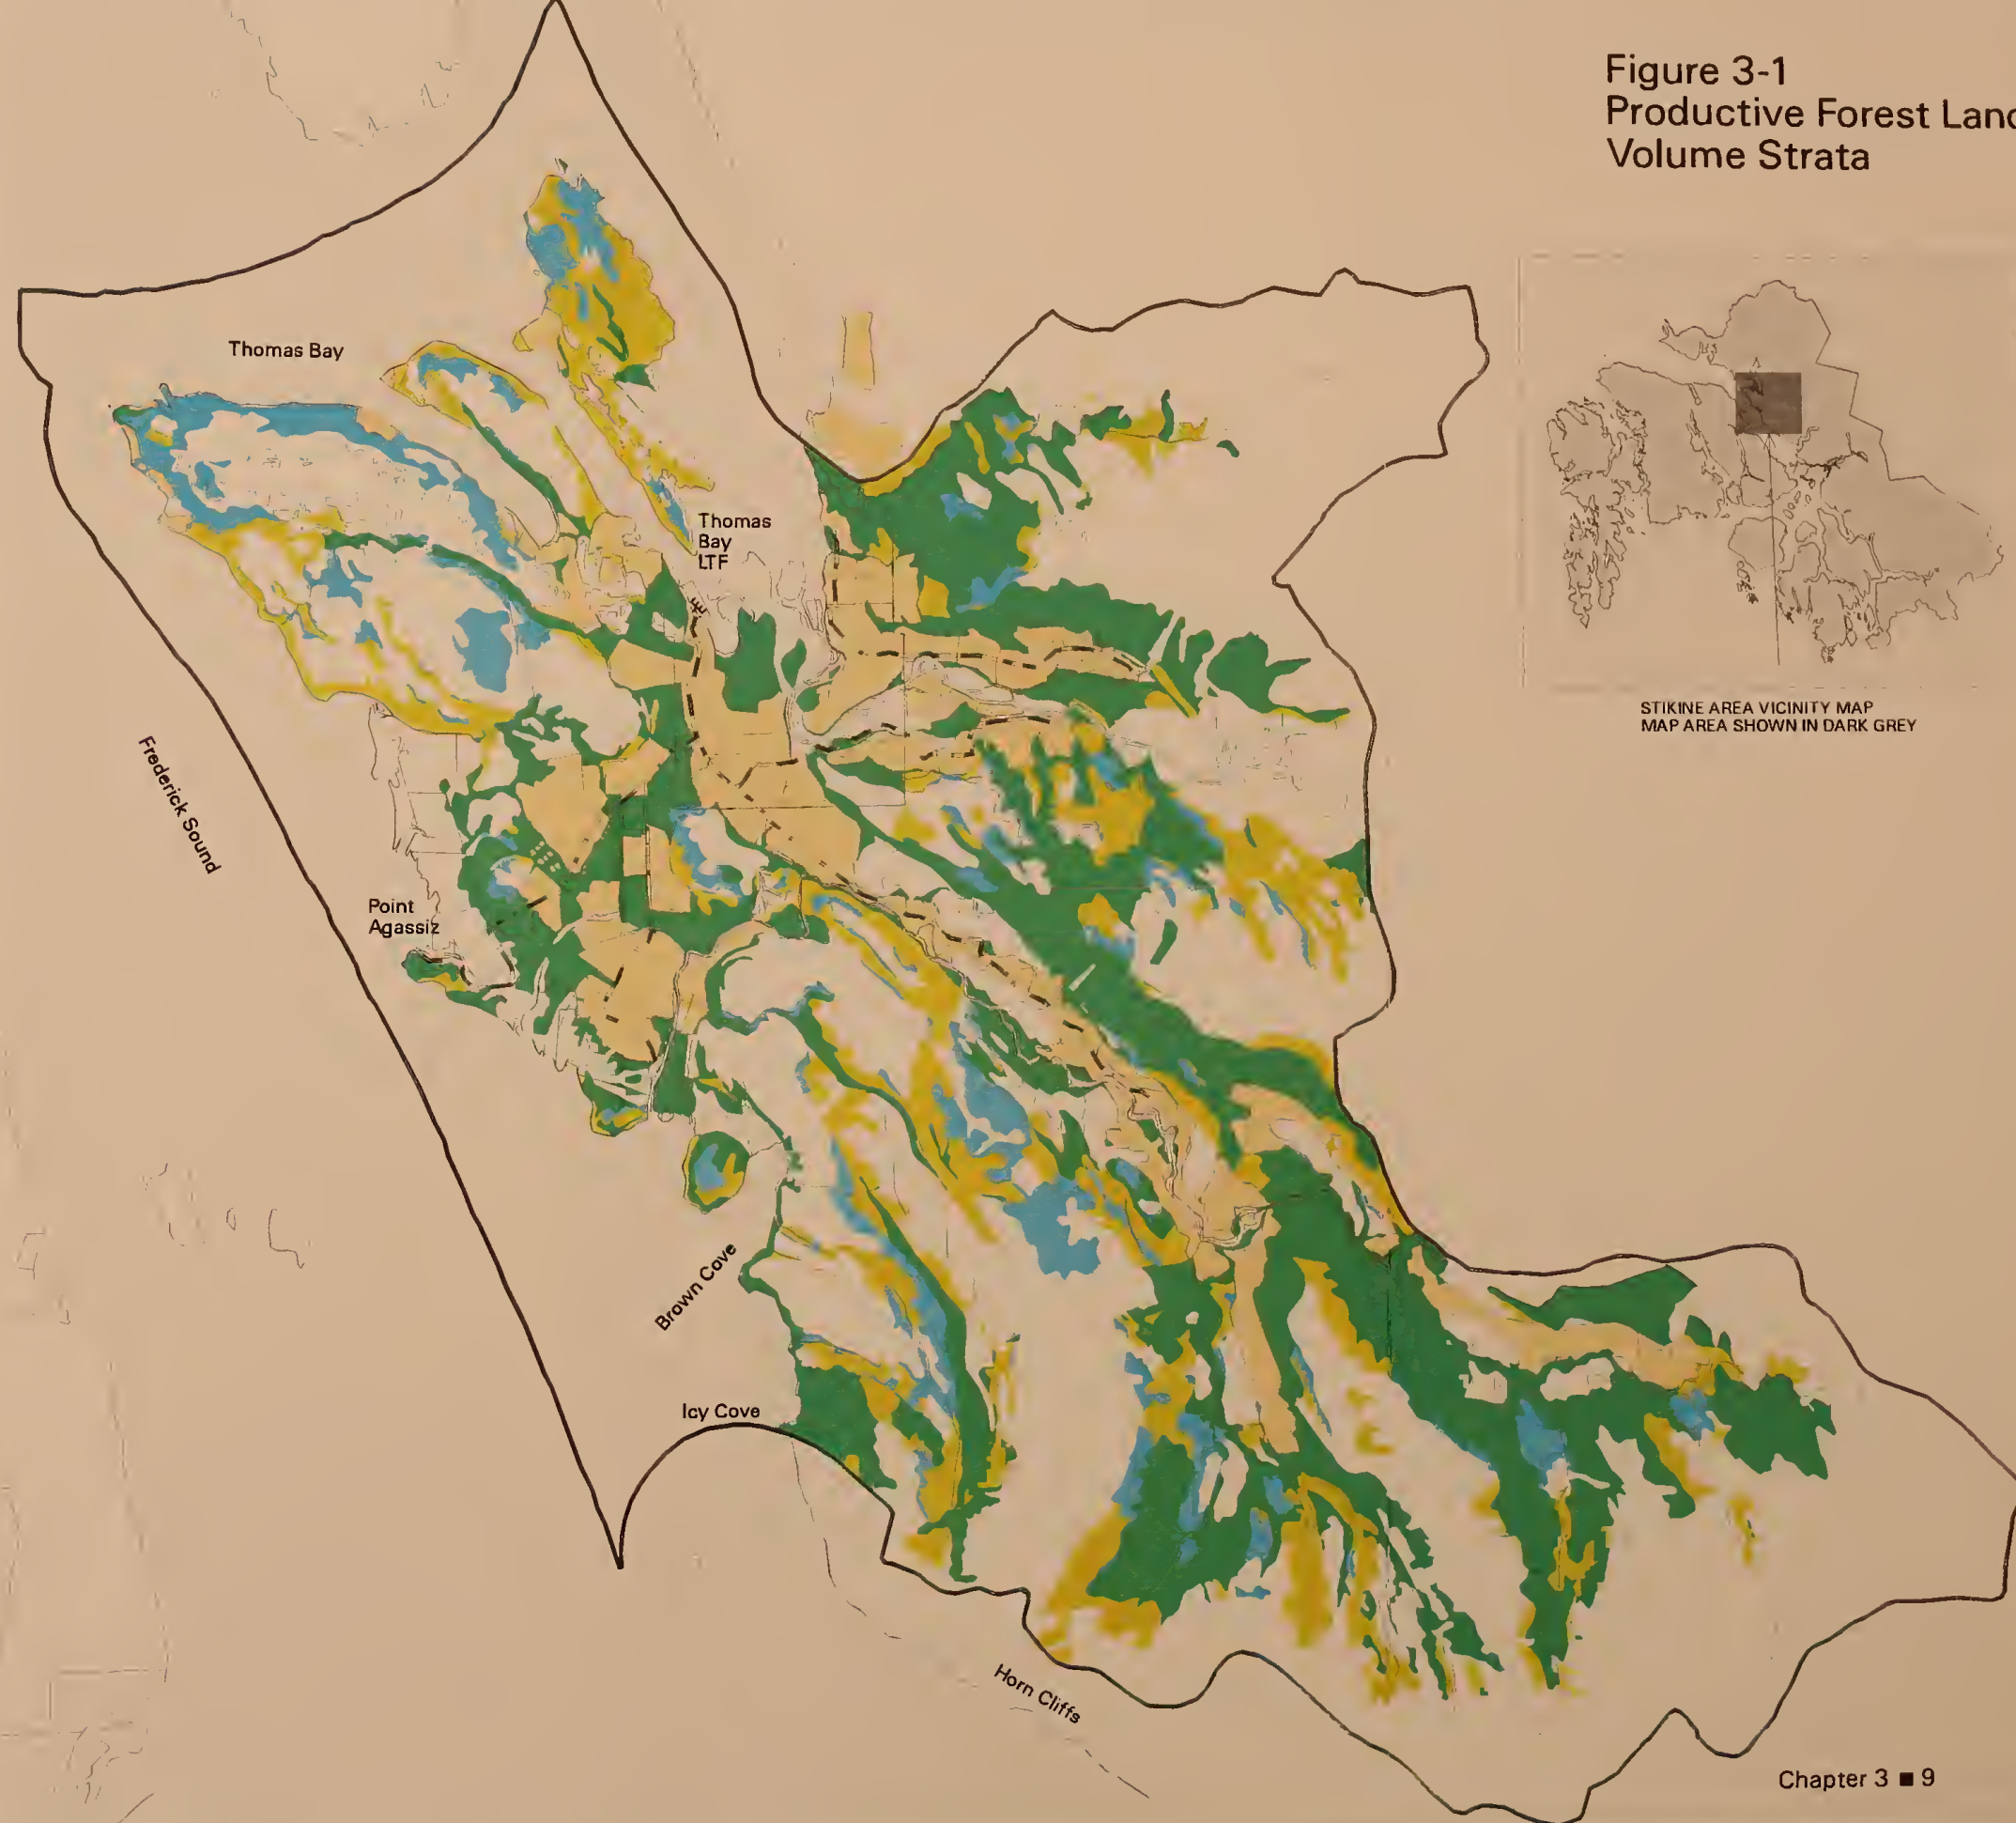 Figure 3-1
Productive Forest Land
Volume Strata
Thomas Bay
Thomas
Bay
LTF
STIKINE AREA VICINITY MAP
MAP AREA SHOWN IN DARK GREY
Frederick Sound
Point
Agassiz
Brown Cove
Icy Cove
Horn Cliffs
Chapter 3 ■ 9